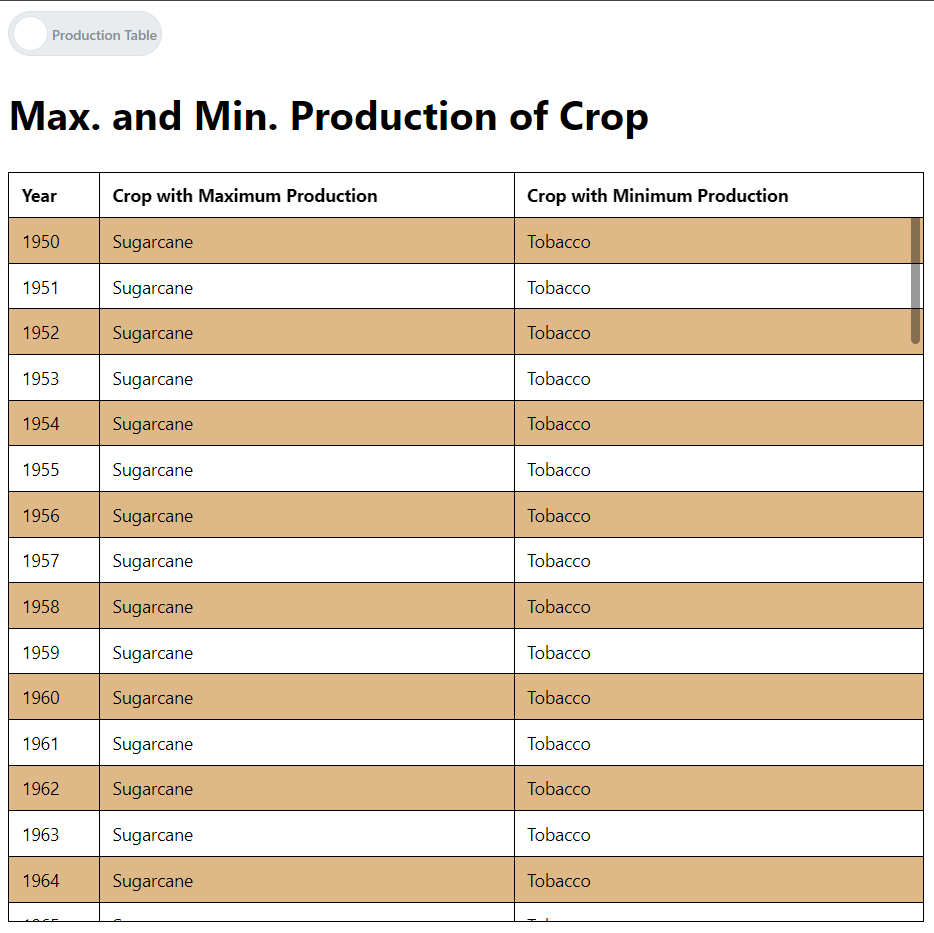 Production Table
Max. and Min. Production of Crop
Year Crop with Maximum Production Crop with Minimum Production
1950 Sugarcane Tobacco
1951 Sugarcane Tobacco
1952 Sugarcane Tobacco
1953 Sugarcane Tobacco
1954 Sugarcane Tobacco
1955 Sugarcane Tobacco
1956 Sugarcane Tobacco
1957 Sugarcane Tobacco
1958 Sugarcane Tobacco
1959 Sugarcane Tobacco
1960 Sugarcane Tobacco
1961 Sugarcane Tobacco
1962 Sugarcane Tobacco
1963 Sugarcane Tobacco
1964 Sugarcane Tobacco